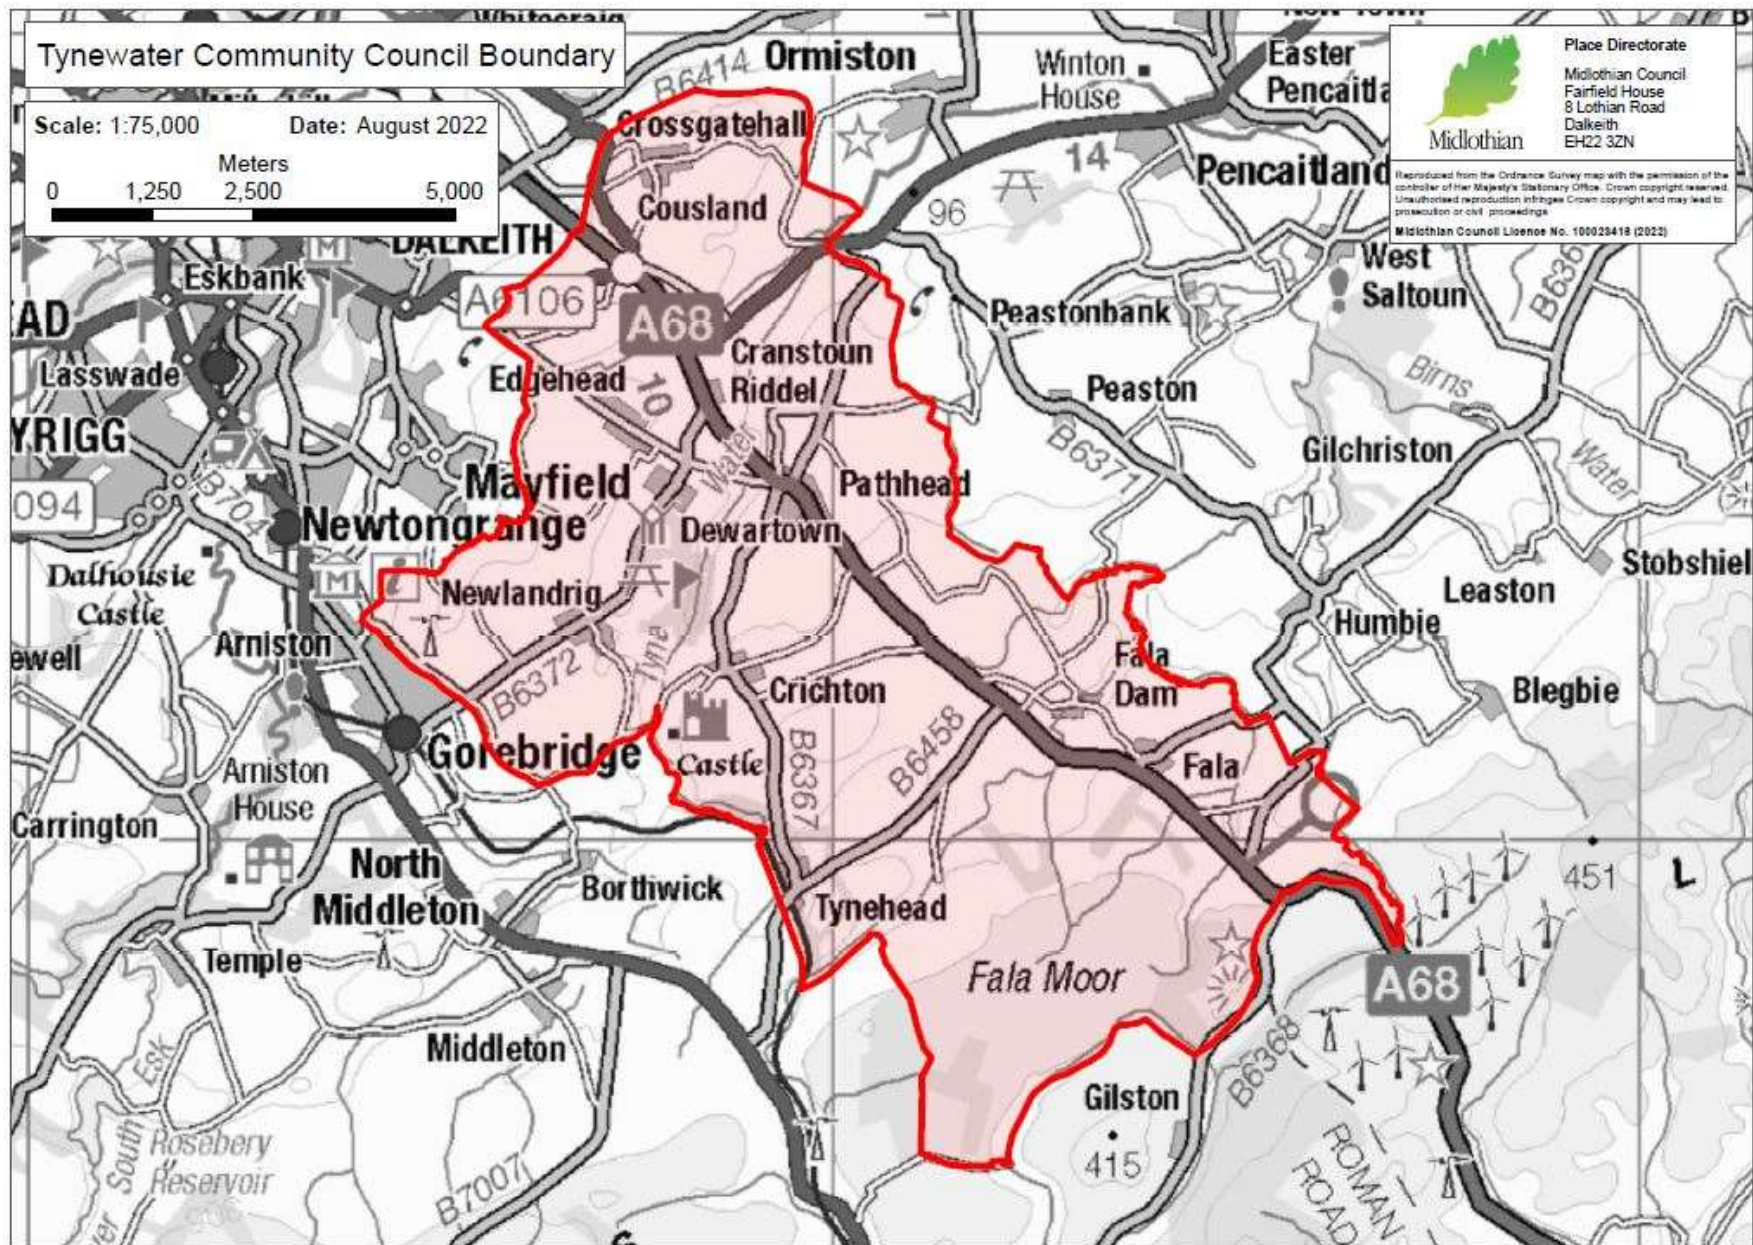 Tynewater Community Council Boundary
Scale: 1:75,000 Date: August 2022
Meters
0 1,250 2,500 5,000
Place Directorate
Midlothian Council
Fairfield House
8 Lothian Road
Dalkeith
EH22 3ZN
Midlothian
Reproduced from the Ordnance Survey map with the permission of the
controller of Her Majesty's Stationary Office. Crown copyright reserved.
Unauthorised reproduction infringes Crown copyright and may lead to
prosecution or civil proceedings
Midlothian Council Licence No. 100023416 (2022)
Whitecraig
B6414
Ormiston
Winton
House
Easter
Crossgatehall
14
Pencaitland
96
Cousland
DALKEITH
Eskbank
A6106
A68
West
Saltoun
Peastonbank
Lasswade
Cranstoun
Riddel
Edgehead
10
Peaston
Birns
Water
B6371
Gilchriston
YRIGG
094
B7704
Mayfield
Newtongrange
Water
Pathhead
Dewartown
Dalhousie
Castle
Newlandrig
Stobshiel
Leaston
Humbie
Arniston
ewell
Tyne
B6372
Fala
Dam
Crichton
Blegbie
B6458
B6367
Gorebridge
Castle
Fala
Arniston
House
Carrington
North
Middleton
Borthwick
451
L
Tynehead
Temple
Fala Moor
A68
Middleton
B6368
Gilston
415
South Esk
Rosebery
Reservoir
B7007
ROMAN
ROAD